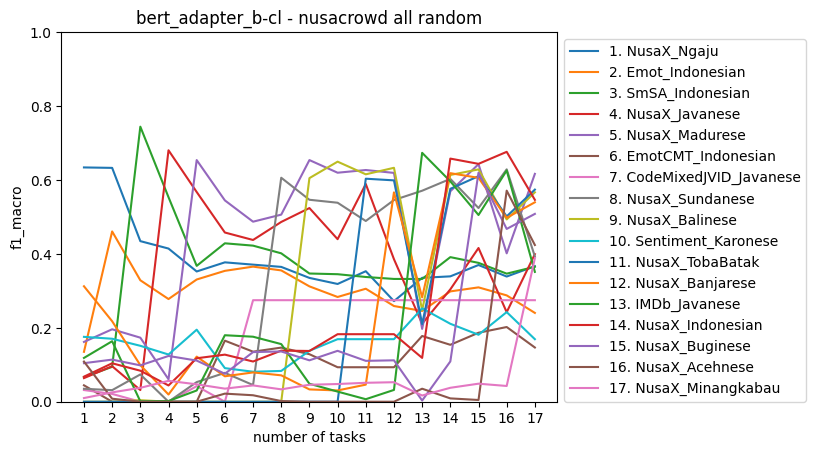 bert_adapter_b-cl - nusacrowd all random
f1_macro
1.0
0.8
0.6
0.4
0.2
0.0
1 2 3 4 5 6 7 8 9 10 11 12 13 14 15 16 17
number of tasks
1. NusaX_Ngaju
2. Emot_Indonesian
3. SmSA_Indonesian
4. NusaX_Javanese
5. NusaX_Madurese
6. EmotCMT_Indonesian
7. CodeMixedJVID_Javanese
8. NusaX_Sundanese
9. NusaX_Balinese
10. Sentiment_Karonese
11. NusaX_TobaBatak
12. NusaX_Banjarese
13. IMDb_Javanese
14. NusaX_Indonesian
15. NusaX_Buginese
16. NusaX_Acehnese
17. NusaX_Minangkabau